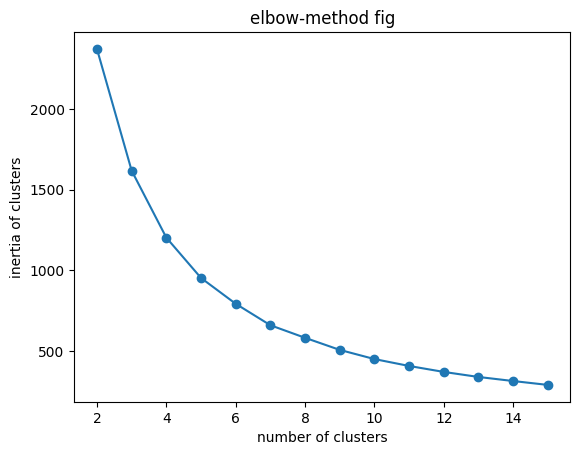 elbow-method fig
2000
1500
1000
500
inertia of clusters
2 4 6 8 10 12 14
number of clusters